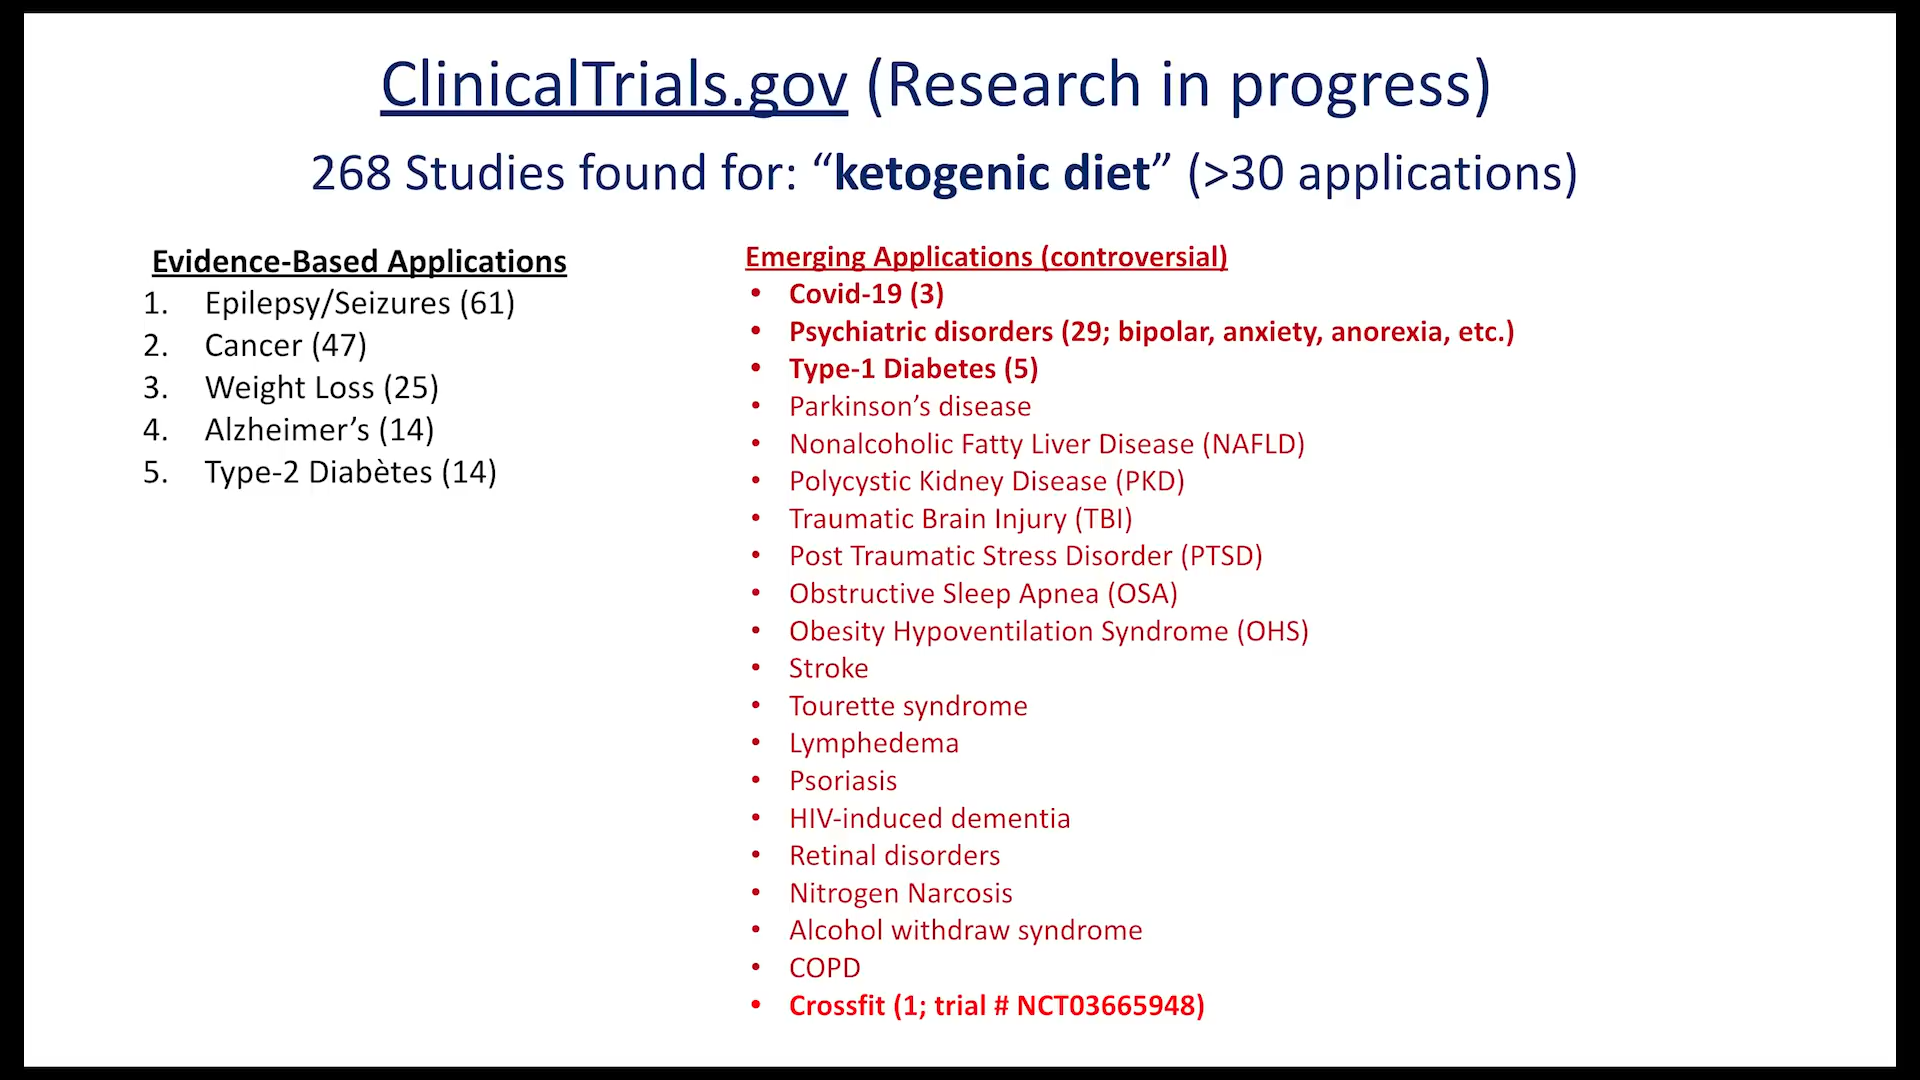 ClinicalTrials.gov (Research in progress)
268 Studies found for: “ketogenic diet” (>30 applications)
Evidence-Based Applications
1. Epilepsy/Seizures (61)
2. Cancer (47)
3. Weight Loss (25)
4. Alzheimer’s (14)
5. Type-2 Diabètes (14)
Emerging Applications (controversial)
• Covid-19 (3)
• Psychiatric disorders (29; bipolar, anxiety, anorexia, etc.)
• Type-1 Diabetes (5)
• Parkinson’s disease
• Nonalcoholic Fatty Liver Disease (NAFLD)
• Polycystic Kidney Disease (PKD)
• Traumatic Brain Injury (TBI)
• Post Traumatic Stress Disorder (PTSD)
• Obstructive Sleep Apnea (OSA)
• Obesity Hypoventilation Syndrome (OHS)
• Stroke
• Tourette syndrome
• Lymphedema
• Psoriasis
• HIV-induced dementia
• Retinal disorders
• Nitrogen Narcosis
• Alcohol withdraw syndrome
• COPD
• Crossfit (1; trial # NCT03665948)